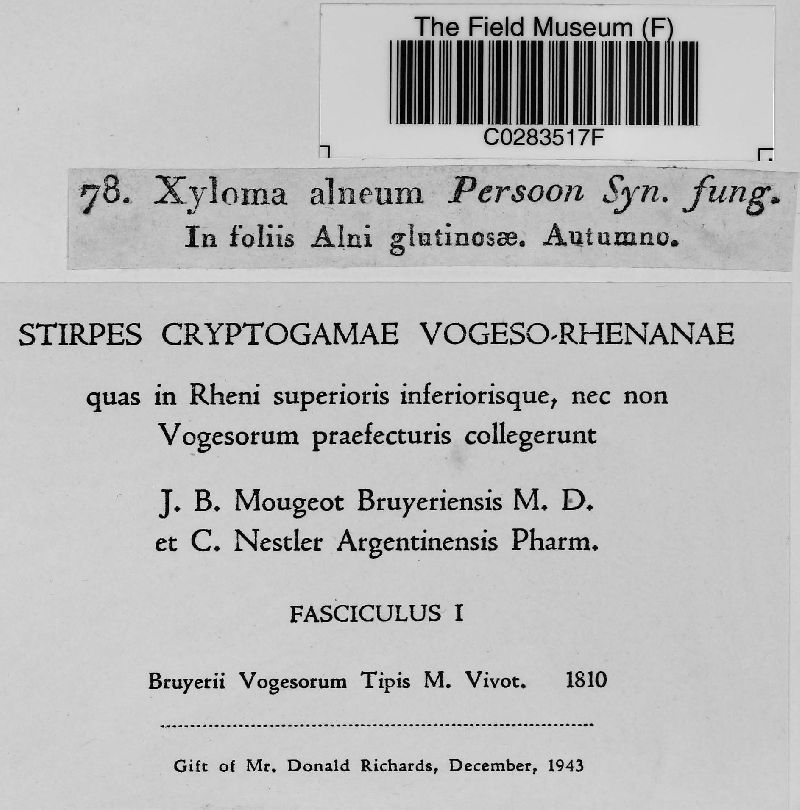 The Field Museum (F)
C0283517F
78. Xyloma alneum Persoon Syn. fung.
In foliis Alni glutinosæ. Autumno.
STIRPES CRYPTOGAMAE VOGESO-RHENANAE
quas in Rheni superioris inferiorisque, nec non
Vogesorum praefecturis collegerunt
J. B. Mougeot Bruyeriensis M. D.
et C. Nestler Argentinensis Pharm.
FASCICULUS I
Bruyerii Vogesorum Tipis M. Vivot. 1810
Gift of Mr. Donald Richards, December, 1943